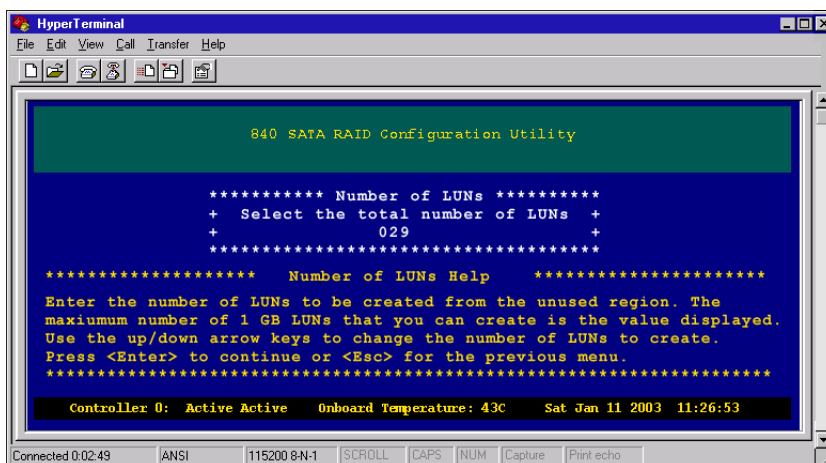 HyperTerminal
File Edit View Call Transfer Help
840 SATA RAID Configuration Utility
*********** Number of LUNs **********
+ Select the total number of LUNs +
+ 029 +
*************************************
******************** Number of LUNs Help **********************
Enter the number of LUNs to be created from the unused region. The
maxiumum number of 1 GB LUNs that you can create is the value displayed.
Use the up/down arrow keys to change the number of LUNs to create.
Press <Enter> to continue or <Esc> for the previous menu.
*********************************************************************
Controller 0: Active Active Onboard Temperature: 43C Sat Jan 11 2003 11:26:53
Connected 0:02:49 ANSI 115200 8-N-1 SCROLL CAPS NUM Capture Print echo